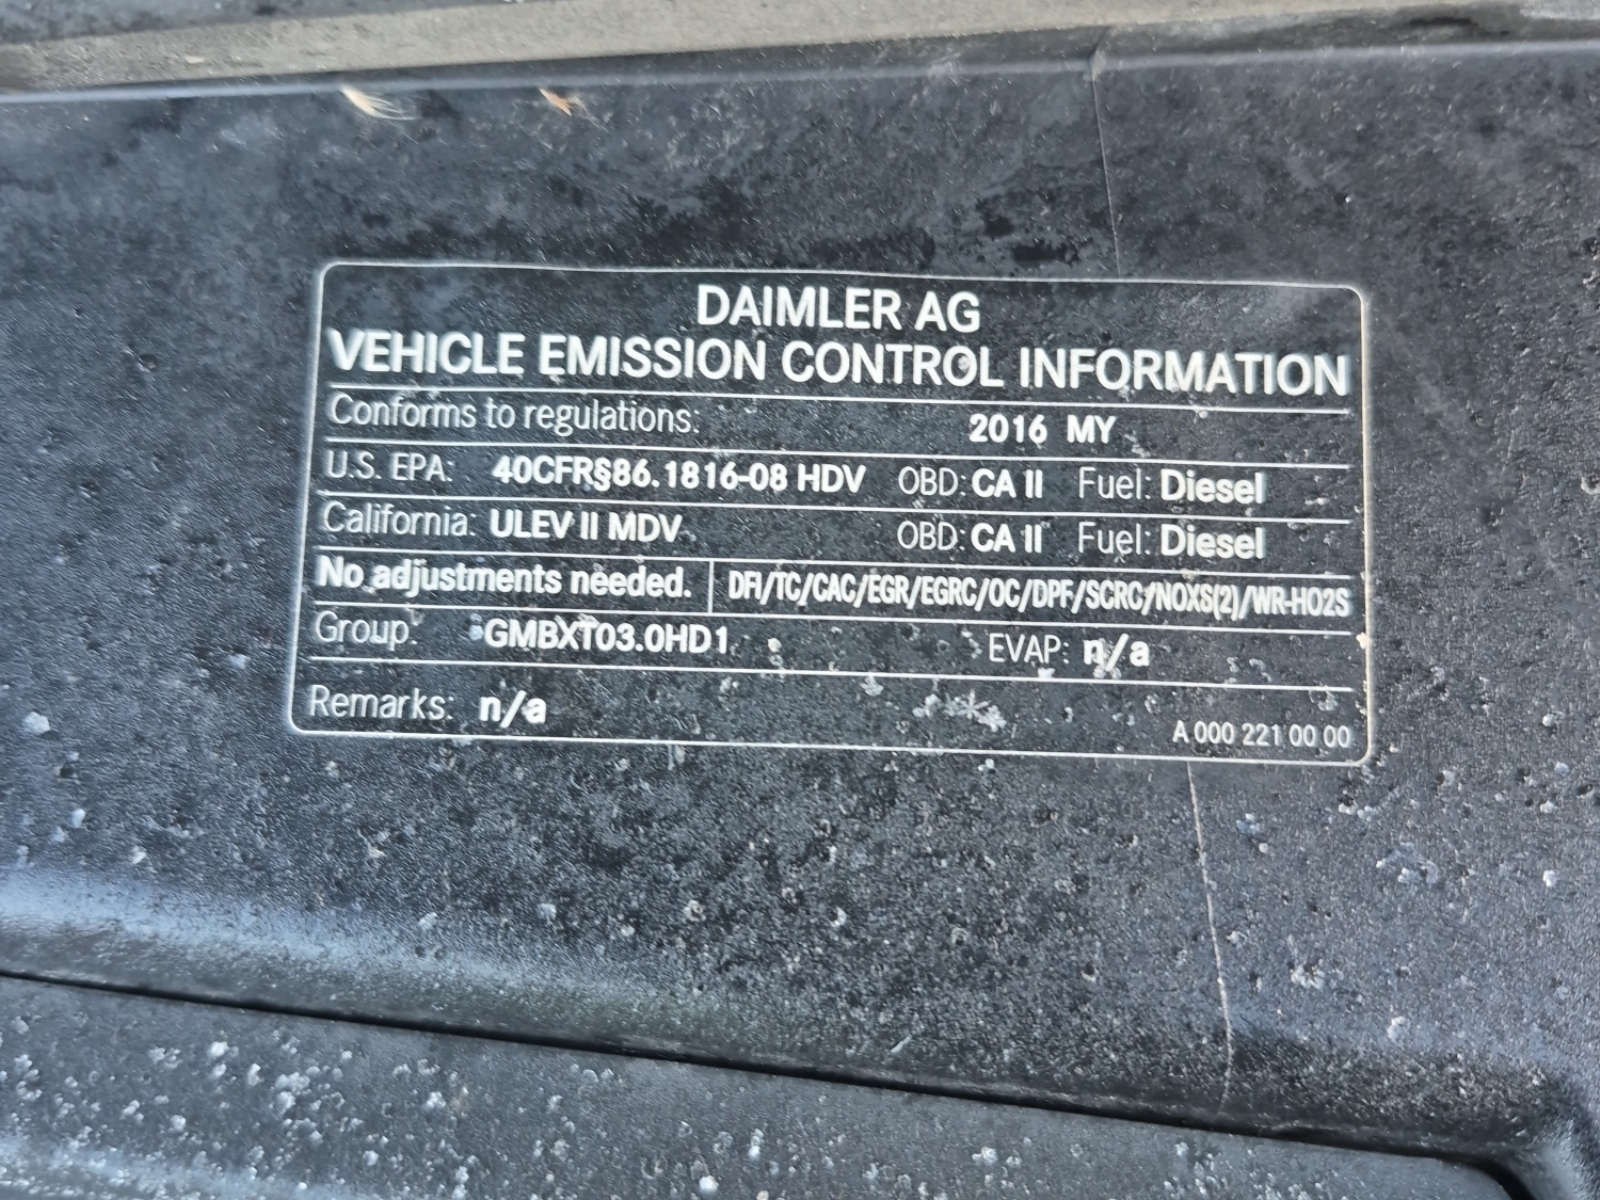 DAIMLER AG
VEHICLE EMISSION CONTROL INFORMATION
Conforms to regulations: 2016 MY
U.S. EPA: 40CFR§86.1816-08 HDV OBD: CA II Fuel: Diesel
California: ULEV II MDV OBD: CA II Fuel: Diesel
No adjustments needed. DFI/TC/CAC/EGR/EGRC/OC/DPF/SCRC/NOXS(2)/WR-HO2S
Group: GMBXT03.0HD1 EVAP: n/a
Remarks: n/a
A 000 221 00 00